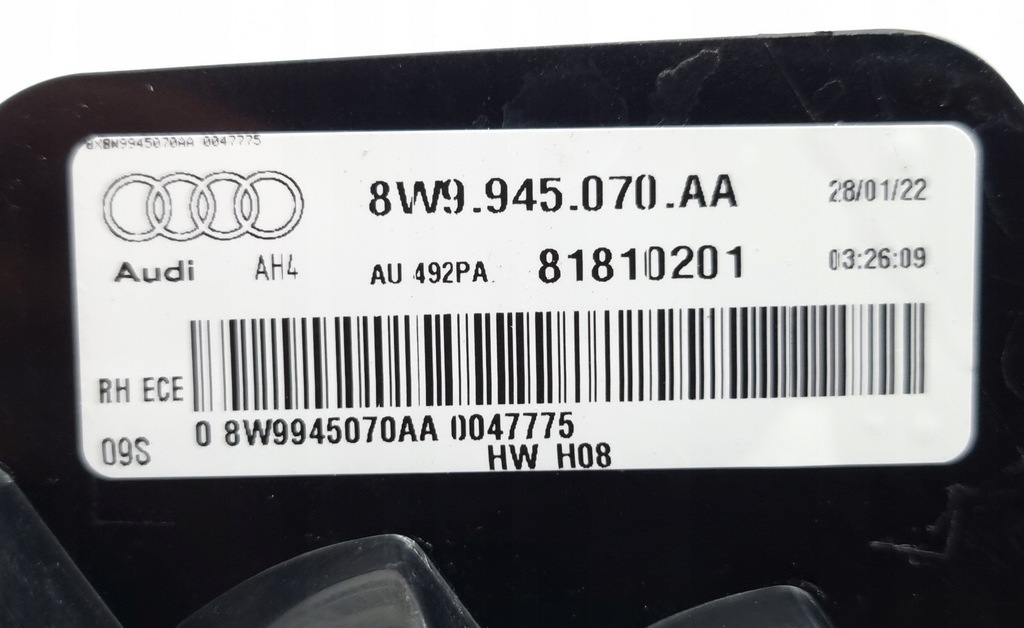 8X8W9945070AA 0047775
8W9.945.070.AA 28/01/22
Audi AH4 AU 492PA. 81810201 03:26:09
RH ECE
0 8W9945070AA 0047775
09S HW H08